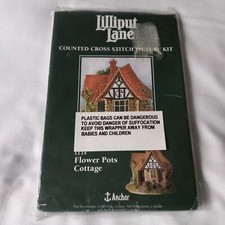 Lilliput
Lane
COUNTED CROSS STITCH PICTURE KIT
PLASTIC BAGS CAN BE DANGEROUS
TO AVOID DANGER OF SUFFOCATION
KEEP THIS WRAPPER AWAY FROM
BABIES AND CHILDREN
Flower Pots
Cottage
Anchor